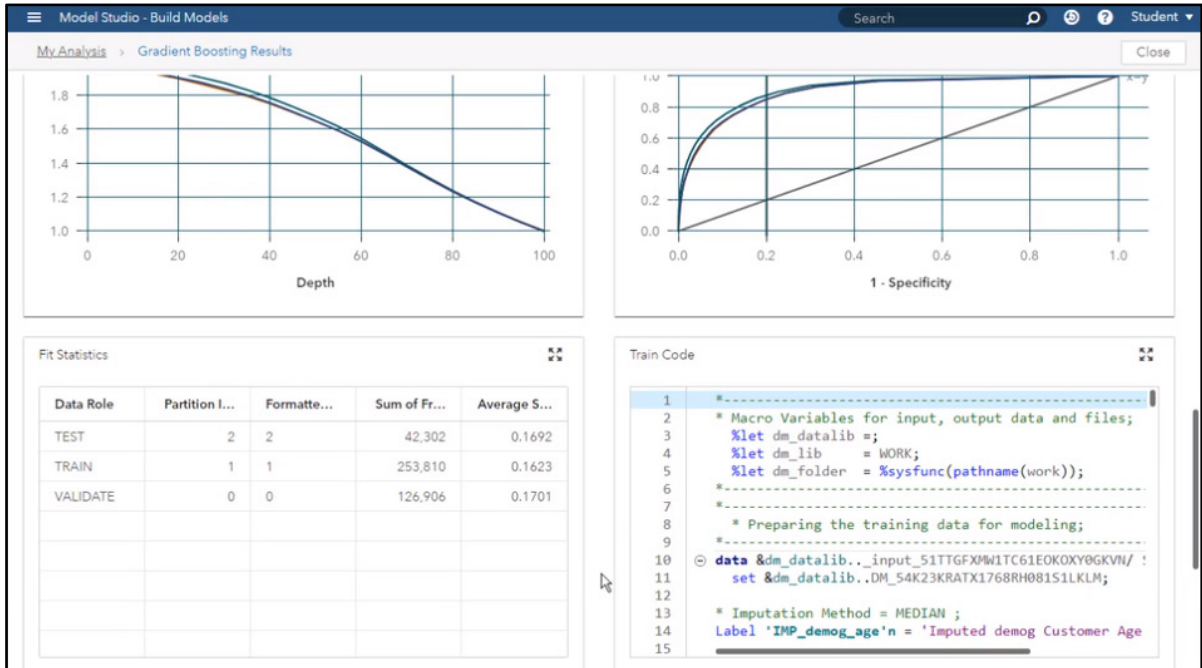 Model Studio - Build Models Search Student
My Analysis > Gradient Boosting Results Close
1.8
1.6
1.4
1.2
1.0
0 20 40 60 80 100
Depth
1.0
0.8
0.6
0.4
0.2
0.0
0.0 0.2 0.4 0.6 0.8 1.0
1 - Specificity
x=y
Fit Statistics
Data Role Partition I... Formatte... Sum of Fr... Average S...
TEST 2 2 42,302 0.1692
TRAIN 1 1 253,810 0.1623
VALIDATE 0 0 126,906 0.1701
Train Code
1 *------------------------------------------------------------
2 * Macro Variables for input, output data and files;
3 %let dm_datalib =;
4 %let dm_lib = WORK;
5 %let dm_folder = %sysfunc(pathname(work));
6 *------------------------------------------------------------
7 *------------------------------------------------------------
8 * Preparing the training data for modeling;
9 *------------------------------------------------------------
10 data &dm_datalib.._input_51TTGFXMW1TC61EOKOXY0GKVN/
11 set &dm_datalib..DM_54K23KRATX1768RH081S1LKLM;
12
13 * Imputation Method = MEDIAN ;
14 Label 'IMP_demog_age'n = 'Imputed demog Customer Age
15